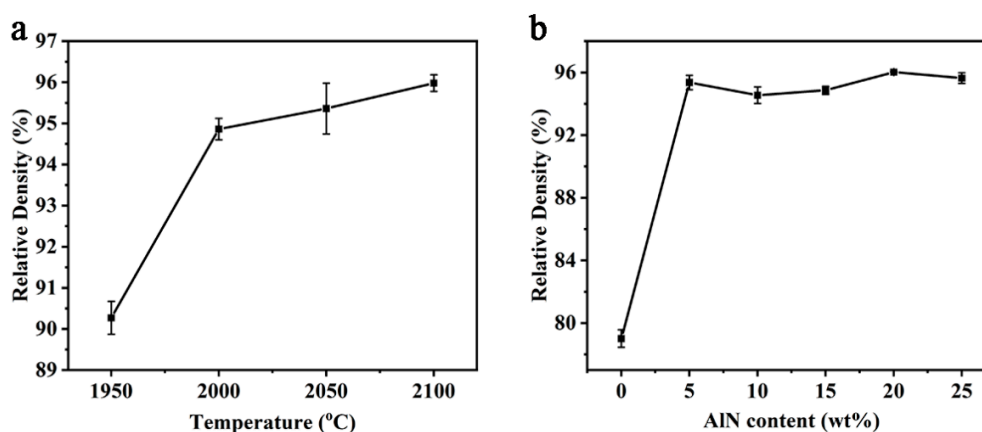 a
97
96
95
94
93
92
91
90
89
Relative Density (%)
1950 2000 2050 2100
Temperature (ºC)
b
96
92
88
84
80
Relative Density (%)
0 5 10 15 20 25
AlN content (wt%)